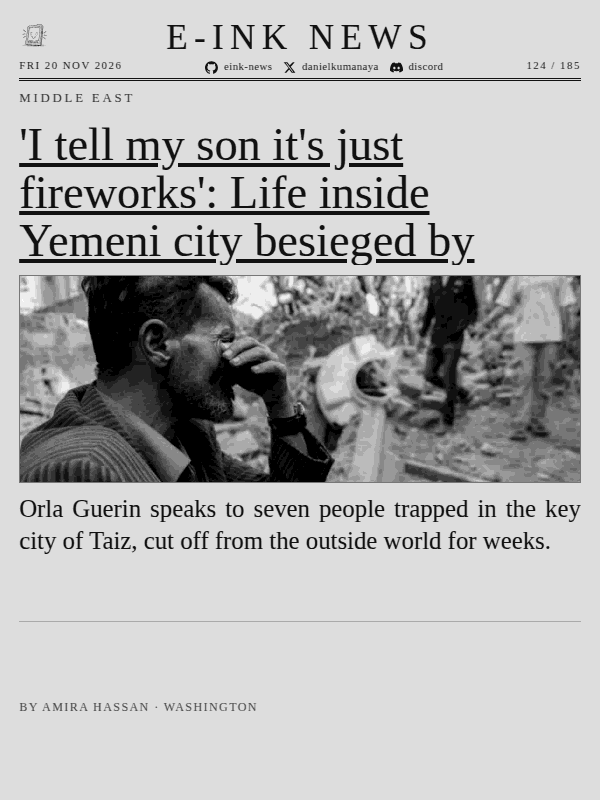 E-INK NEWS
FRI 20 NOV 2026 eink-news danielkumanaya discord 124 / 185
MIDDLE EAST
'I tell my son it's just
fireworks': Life inside
Yemeni city besieged by
Orla Guerin speaks to seven people trapped in the key
city of Taiz, cut off from the outside world for weeks.
BY AMIRA HASSAN · WASHINGTON